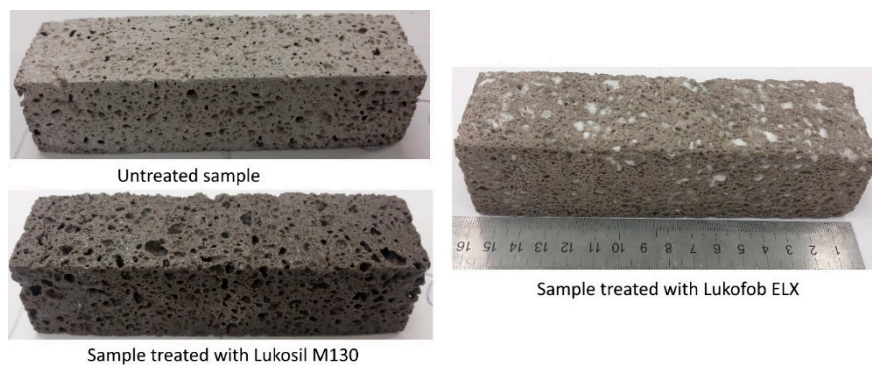 Untreated sample
Sample treated with Lukosil M130
16 15 14 13 12 11 10 9 8 7 6 5 4 3 2 1
Sample treated with Lukofob ELX